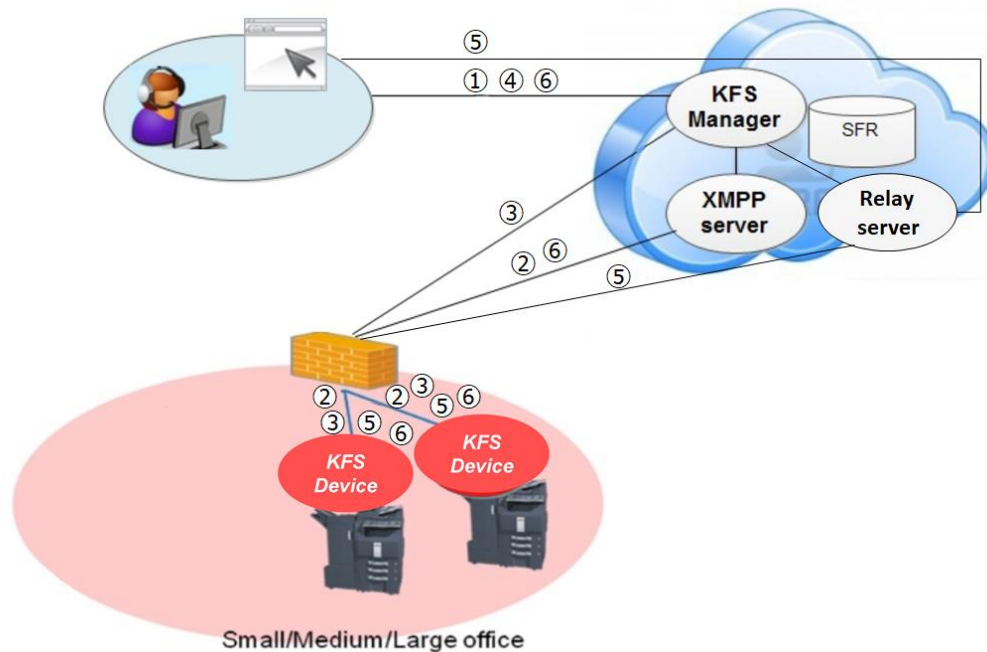 ⑤
① ④ ⑥
KFS
Manager
SFR
XMPP
server
Relay
server
③
② ⑥
⑤
② ② ③
③ ⑤ ⑥ ⑤ ⑥
KFS
Device
KFS
Device
Small/Medium/Large office